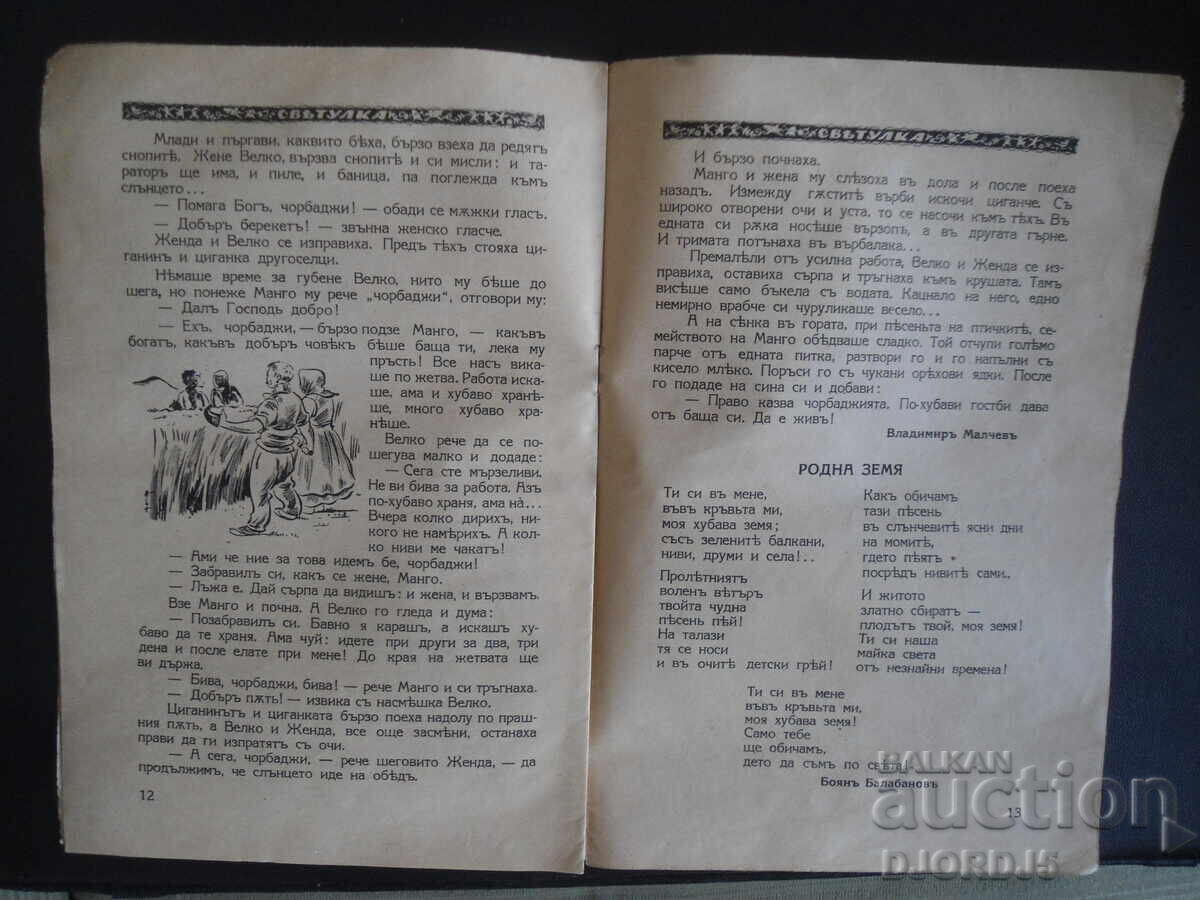 СВѢТУЛКА
Млади и пъргави, каквито бѣха, бързо взеха да редятъ
снопитѣ. Жене Велко, вързва снопитѣ и си мисли: и та-
раторъ ще има, и пиле, и баница, па поглежда къмъ
слънцето...
— Помага Богъ, чорбаджи! — обади се мѫжки гласъ.
— Добъръ берекетъ! — звънна женско гласче.
Женда и Велко се изправиха. Предъ тѣхъ стояха ци-
ганинъ и циганка другоселци.
Нѣмаше време за губене Велко, нито му бѣше до
шега, но понеже Манго му рече „чорбаджи“, отговори му:
— Далъ Господь добро!
— Ехъ, чорбаджи, — бързо подзе Манго, — какъвъ
богатъ, какъвъ добъръ човѣкъ бѣше баща ти, лека му
пръсть! Все насъ вика-
ше по жетва. Работа иска-
ше, ама и хубаво хранѣ-
ше, много хубаво хра-
нѣше.
Велко рече да се по-
шегува малко и додаде:
— Сега сте мързеливи.
Не ви бива за работа. Азъ
по-хубаво храня, ама нà...
Вчера колко дирихъ, ни-
кого не намѣрихъ. А кол-
ко ниви ме чакатъ!
— Ами че ние за това идемъ бе, чорбаджи!
— Забравилъ си, какъ се жене, Манго.
— Лъжа е. Дай сърпа да видишъ: и жена, и вързвамъ.
Взе Манго и почна. А Велко го гледа и дума:
— Позабравилъ си. Бавно я карашъ, а искашъ ху-
баво да те храня. Ама чуй: идете при други за два, три
дена и после елате при мене! До края на жетвата ще
ви държа.
— Бива, чорбаджи, бива! — рече Манго и си тръгнаха.
— Добъръ пѫть! — извика съ насмѣшка Велко.
Циганинътъ и циганката бързо поеха надолу по праш-
ния пѫть, а Велко и Женда, все още засмѣни, останаха
прави да ги изпратятъ съ очи.
— А сега, чорбаджи, — рече шеговито Женда, — да
продължимъ, че слънцето иде на обѣдъ.
12
СВѢТУЛКА
И бързо почнаха.
Манго и жена му слѣзоха въ дола и после поеха
назадъ. Измежду гѫститѣ върби искочи циганче. Съ
широко отворени очи и уста, то се насочи къмъ тѣхъ. Въ
едната си рѫка носѣше вързопъ, а въ другата гърне.
И тримата потънаха въ върбалака...
Премалѣли отъ усилна работа, Велко и Женда се из-
правиха, оставиха сърпа и тръгнаха къмъ крушата. Тамъ
висѣше само бъкела съ водата. Кацнало на него, едно
немирно врабче си чуруликаше весело...
А на сѣнка въ гората, при пѣсеньта на птичкитѣ, се-
мейството на Манго обѣдваше сладко. Той отчупи голѣмо
парче отъ едната питка, разтвори го и го напълни съ
кисело млѣко. Поръси го съ чукани орѣхови ядки. После
го подаде на сина си и добави:
— Право казва чорбаджията. По-хубави гостби дава
отъ баща си. Да е живъ!
Владимиръ Малчевъ
РОДНА ЗЕМЯ
Ти си въ мене,
въвъ кръвьта ми,
моя хубава земя;
съсъ зеленитѣ балкани,
ниви, друми и села!..
Пролѣтниятъ
воленъ вѣтъръ
твойта чудна
пѣсень пѣй!
На талази
тя се носи
и въ очитѣ детски грѣй!
Какъ обичамъ
тази пѣсень
въ слънчевитѣ ясни дни
на момитѣ,
гдето пѣятъ
посрѣдъ нивитѣ сами.,
И житото
златно сбиратъ —
плодътъ твой, моя земя!
Ти си наша
майка света
отъ незнайни времена!
Ти си въ мене
въвъ кръвьта ми,
моя хубава земя!
Само тебе
ще обичамъ,
дето да съмъ по свѣта!
Боянъ Балабановъ
13
BALKAN
auction
DJORDJ5